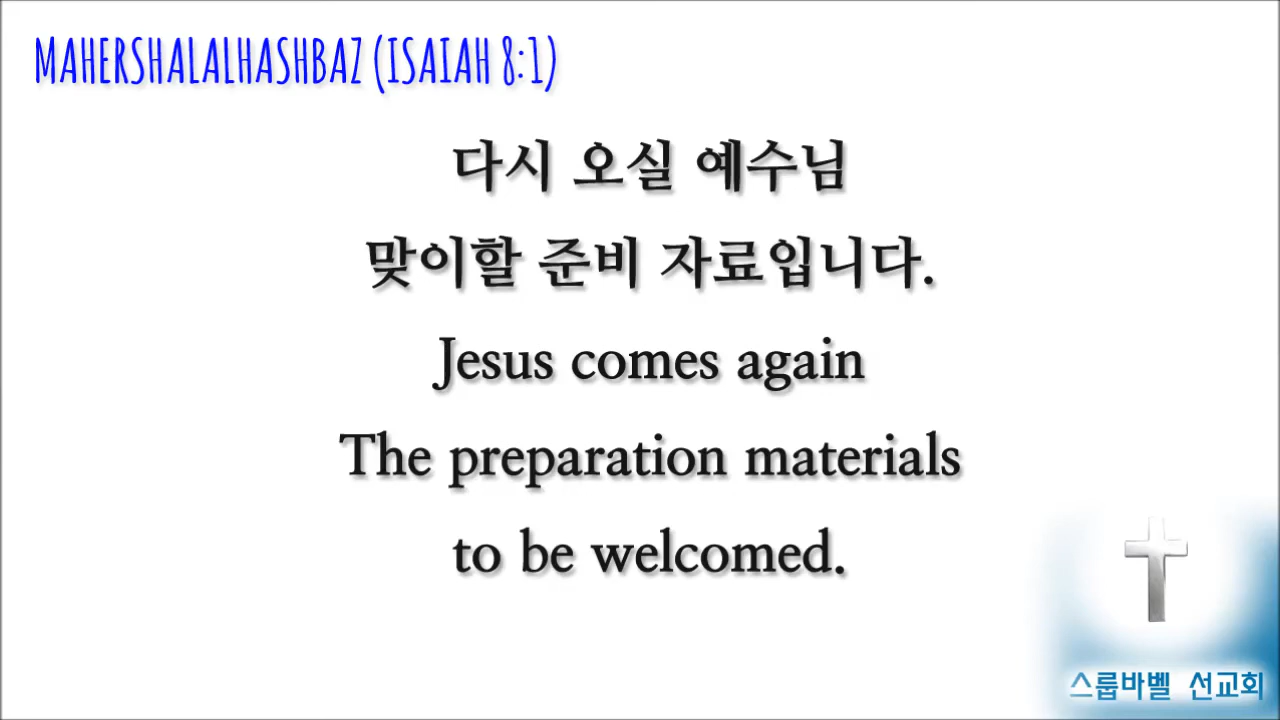 MAHERSHALALHASHBAZ (ISAIAH 8:1)
다시 오실 예수님
맞이할 준비 자료입니다.
Jesus comes again
The preparation materials
to be welcomed.
스룹바벨 선교회